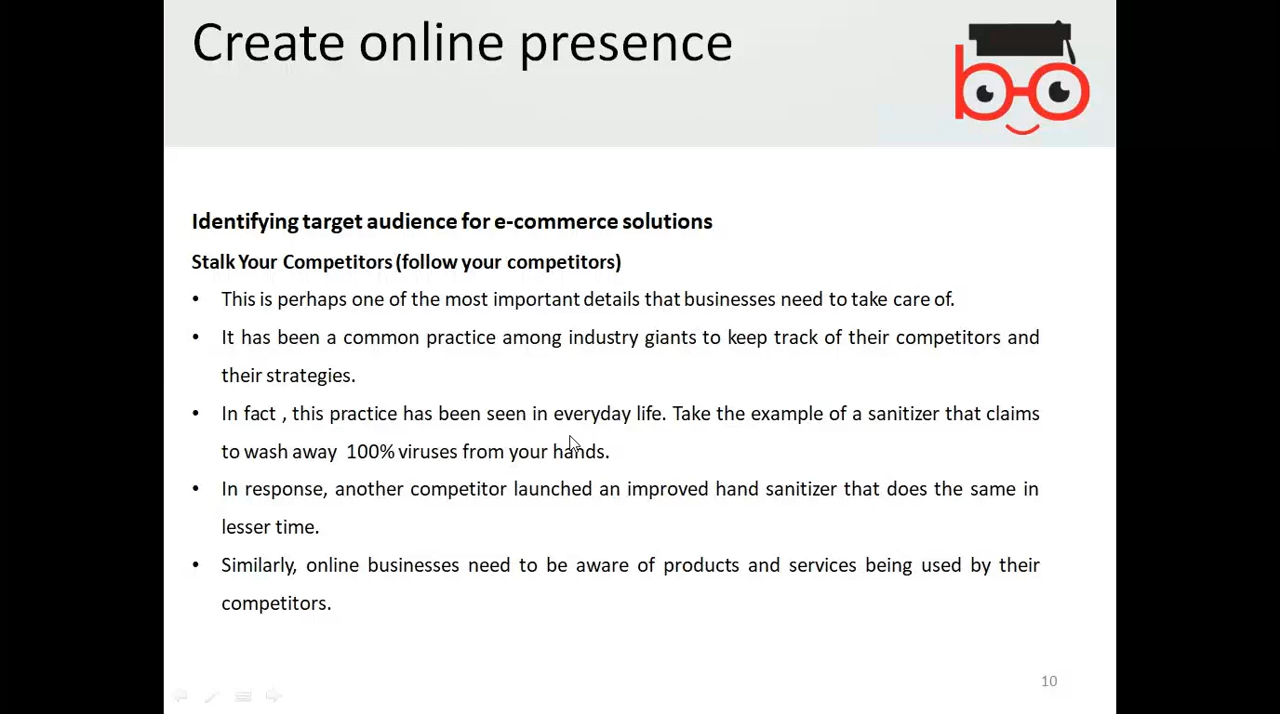 Create online presence
Identifying target audience for e-commerce solutions
Stalk Your Competitors (follow your competitors)
• This is perhaps one of the most important details that businesses need to take care of.
• It has been a common practice among industry giants to keep track of their competitors and
their strategies.
• In fact , this practice has been seen in everyday life. Take the example of a sanitizer that claims
to wash away 100% viruses from your hands.
• In response, another competitor launched an improved hand sanitizer that does the same in
lesser time.
• Similarly, online businesses need to be aware of products and services being used by their
competitors.
10